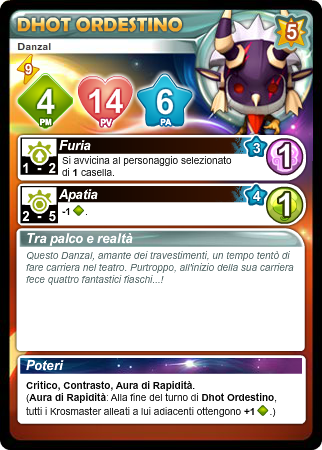 DHOT ORDESTINO
5
Danzal
9
4
PM
14
PV
6
PA
Furia
3
1 - 2
Si avvicina al personaggio selezionato
di 1 casella.
1
Apatia
4
2 - 5
-1 .
1
Tra palco e realtà
Questo Danzal, amante dei travestimenti, un tempo tentò di
fare carriera nel teatro. Purtroppo, all'inizio della sua carriera
fece quattro fantastici fiaschi...!
Poteri
Critico, Contrasto, Aura di Rapidità.
(Aura di Rapidità: Alla fine del turno di Dhot Ordestino,
tutti i Krosmaster alleati a lui adiacenti ottengono +1 .)